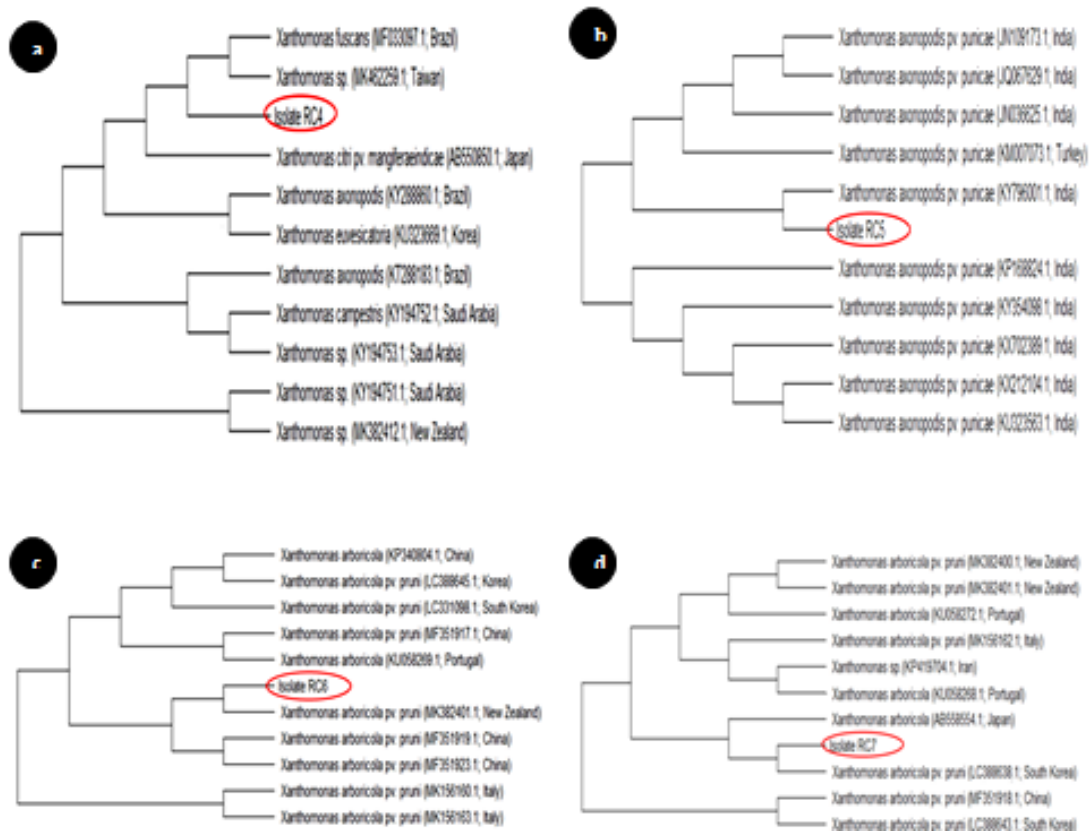 a
Xanthomonas fuscans (MF033097.1; Brazil)
Xanthomonas sp. (MK462259.1; Taiwan)
Isolate RC4
Xanthomonas citri pv. mangiferaeindicae (AB550850.1; Japan)
Xanthomonas axonopodis (KY288860.1; Brazil)
Xanthomonas euvesicatoria (KU323669.1; Korea)
Xanthomonas axonopodis (KT288183.1; Brazil)
Xanthomonas campestris (KY194752.1; Saudi Arabia)
Xanthomonas sp. (KY194753.1; Saudi Arabia)
Xanthomonas sp. (KY194751.1; Saudi Arabia)
Xanthomonas sp. (MK382412.1; New Zealand)
b
Xanthomonas axonopodis pv. punicae (JN109173.1; India)
Xanthomonas axonopodis pv. punicae (JQ067629.1; India)
Xanthomonas axonopodis pv. punicae (JN036625.1; India)
Xanthomonas axonopodis pv. punicae (KM007073.1; Turkey)
Xanthomonas axonopodis pv. punicae (KY796001.1; India)
Isolate RC5
Xanthomonas axonopodis pv. punicae (KP168824.1; India)
Xanthomonas axonopodis pv. punicae (KY354098.1; India)
Xanthomonas axonopodis pv. punicae (KX702389.1; India)
Xanthomonas axonopodis pv. punicae (KX212104.1; India)
Xanthomonas axonopodis pv. punicae (KU323563.1; India)
c
Xanthomonas arboricola (KP340804.1; China)
Xanthomonas arboricola pv. pruni (LC388645.1; Korea)
Xanthomonas arboricola pv. pruni (LC331098.1; South Korea)
Xanthomonas arboricola pv. pruni (MF351917.1; China)
Xanthomonas arboricola (KU058269.1; Portugal)
Isolate RC6
Xanthomonas arboricola pv. pruni (MK382401.1; New Zealand)
Xanthomonas arboricola pv. pruni (MF351919.1; China)
Xanthomonas arboricola pv. pruni (MF351923.1; China)
Xanthomonas arboricola pv. pruni (MK156160.1; Italy)
Xanthomonas arboricola pv. pruni (MK156163.1; Italy)
d
Xanthomonas arboricola pv. pruni (MK382400.1; New Zealand)
Xanthomonas arboricola pv. pruni (MK382401.1; New Zealand)
Xanthomonas arboricola (KU058272.1; Portugal)
Xanthomonas arboricola pv. pruni (MK156162.1; Italy)
Xanthomonas sp (KP419704.1; Iran)
Xanthomonas arboricola (KU058268.1; Portugal)
Xanthomonas arboricola (AB558554.1; Japan)
Isolate RC7
Xanthomonas arboricola pv. pruni (LC388638.1; South Korea)
Xanthomonas arboricola pv. pruni (MF351918.1; China)
Xanthomonas arboricola pv. pruni (LC388643.1; South Korea)